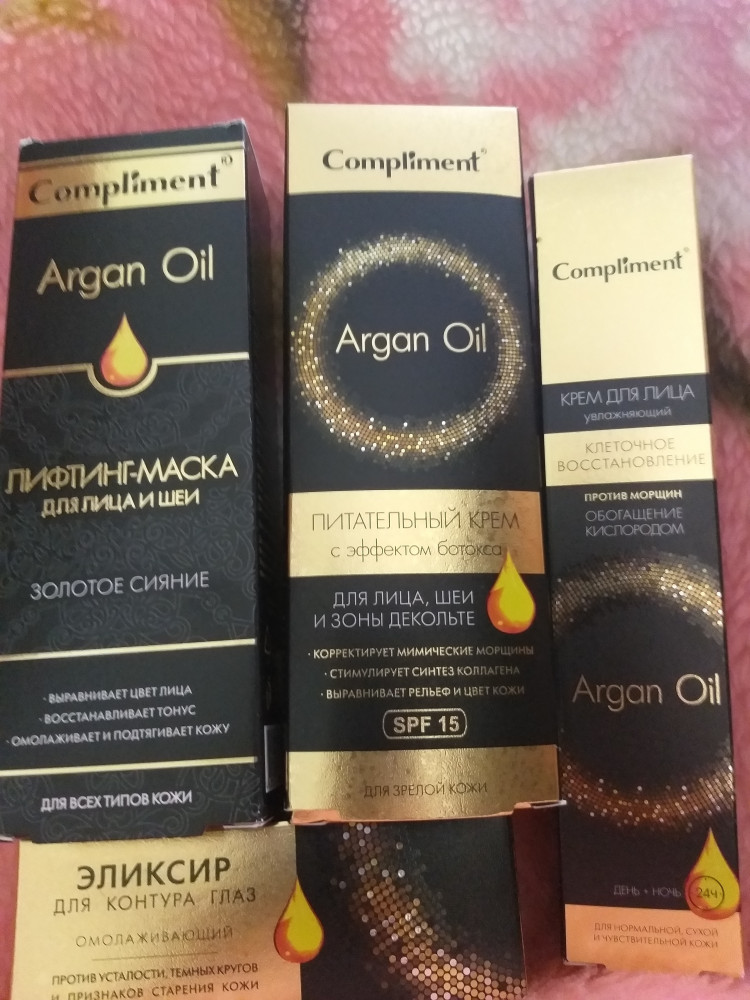 Compliment®
Argan Oil
ЛИФТИНГ-МАСКА
ДЛЯ ЛИЦА И ШЕИ
ЗОЛОТОЕ СИЯНИЕ
· ВЫРАВНИВАЕТ ЦВЕТ ЛИЦА
· ВОССТАНАВЛИВАЕТ ТОНУС
· ОМОЛАЖИВАЕТ И ПОДТЯГИВАЕТ КОЖУ
ДЛЯ ВСЕХ ТИПОВ КОЖИ
Compliment®
Argan Oil
ПИТАТЕЛЬНЫЙ КРЕМ
с эффектом ботокса
ДЛЯ ЛИЦА, ШЕИ
И ЗОНЫ ДЕКОЛЬТЕ
· КОРРЕКТИРУЕТ МИМИЧЕСКИЕ МОРЩИНЫ
· СТИМУЛИРУЕТ СИНТЕЗ КОЛЛАГЕНА
· ВЫРАВНИВАЕТ РЕЛЬЕФ И ЦВЕТ КОЖИ
SPF 15
ДЛЯ ЗРЕЛОЙ КОЖИ
Compliment®
КРЕМ ДЛЯ ЛИЦА
увлажняющий
КЛЕТОЧНОЕ
ВОССТАНОВЛЕНИЕ
ПРОТИВ МОРЩИН
ОБОГАЩЕНИЕ
КИСЛОРОДОМ
Argan Oil
ДЕНЬ + НОЧЬ 24ч
ДЛЯ НОРМАЛЬНОЙ, СУХОЙ
И ЧУВСТВИТЕЛЬНОЙ КОЖИ
ЭЛИКСИР
ДЛЯ КОНТУРА ГЛАЗ
ОМОЛАЖИВАЮЩИЙ
ПРОТИВ УСТАЛОСТИ, ТЕМНЫХ КРУГОВ
И ПРИЗНАКОВ СТАРЕНИЯ КОЖИ